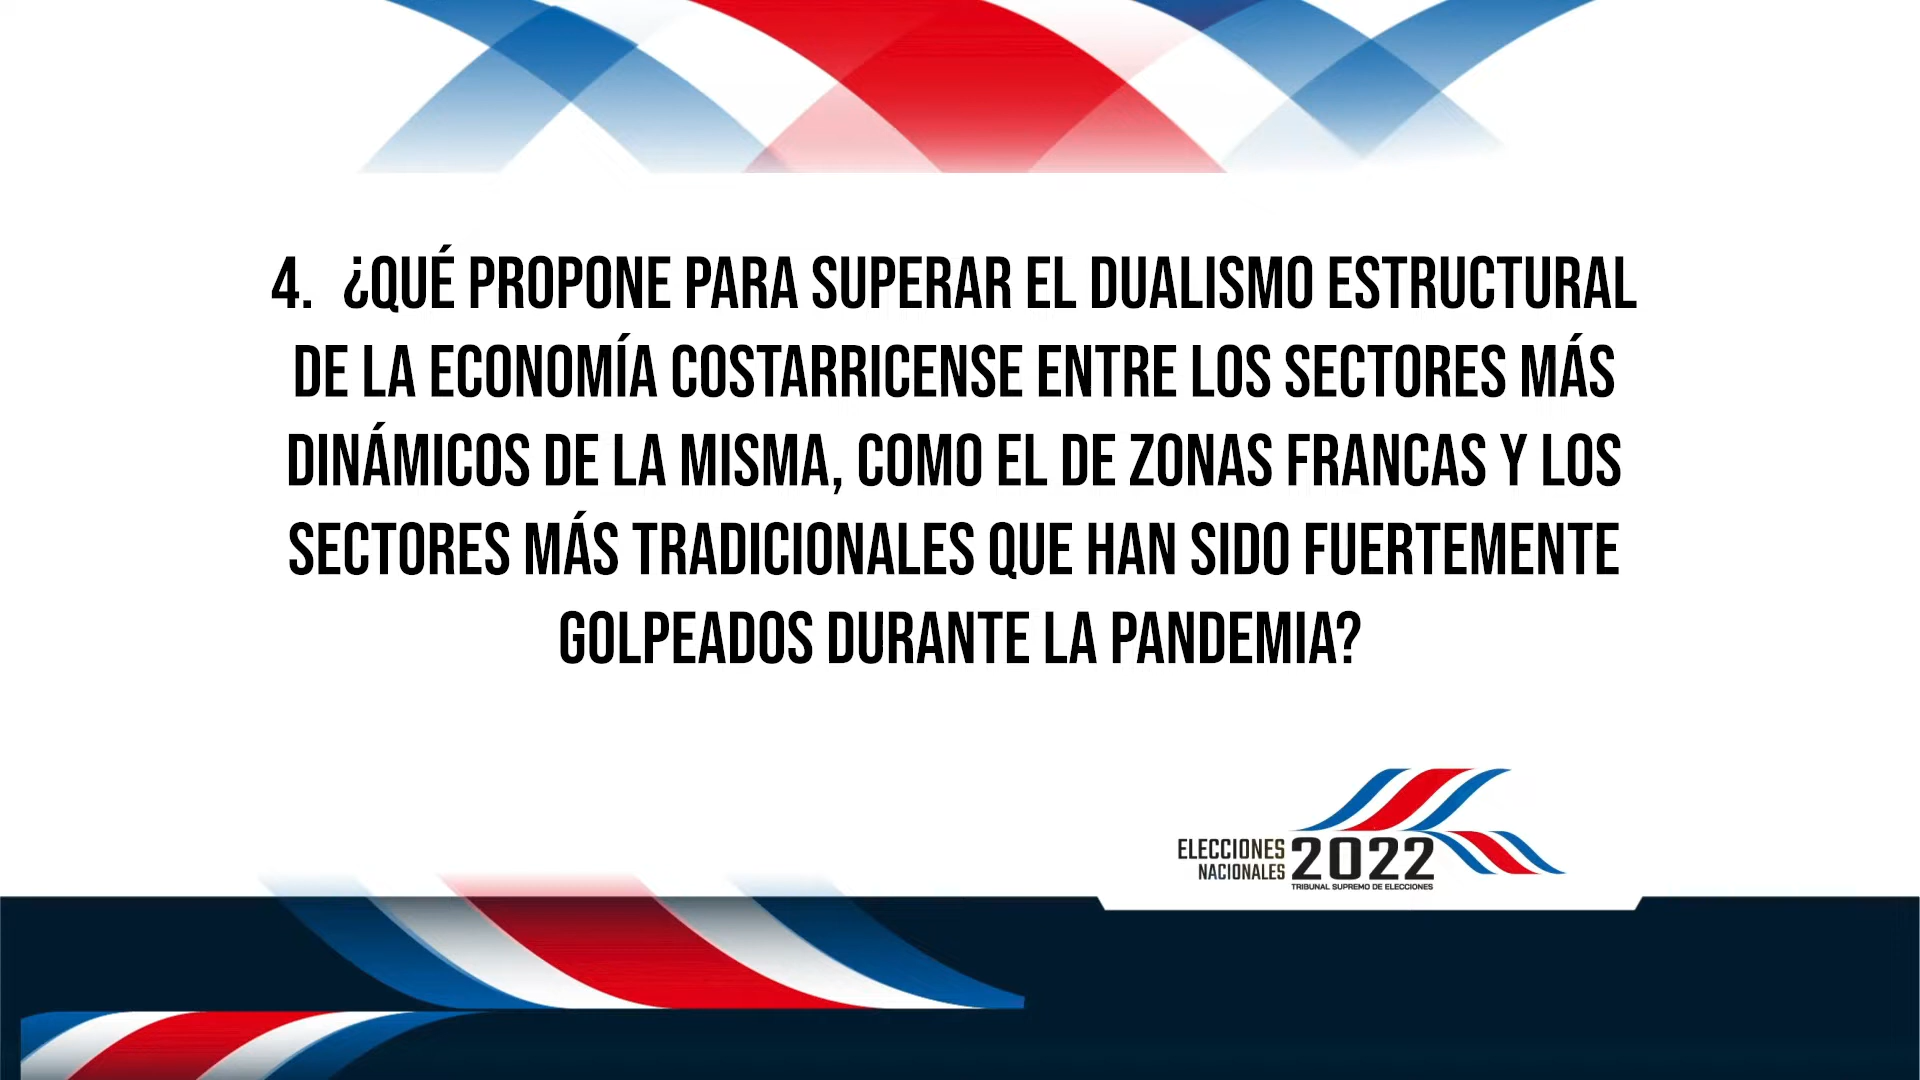 4. ¿QUÉ PROPONE PARA SUPERAR EL DUALISMO ESTRUCTURAL
DE LA ECONOMÍA COSTARRICENSE ENTRE LOS SECTORES MÁS
DINÁMICOS DE LA MISMA, COMO EL DE ZONAS FRANCAS Y LOS
SECTORES MÁS TRADICIONALES QUE HAN SIDO FUERTEMENTE
GOLPEADOS DURANTE LA PANDEMIA?
ELECCIONES
NACIONALES
2022
TRIBUNAL SUPREMO DE ELECCIONES